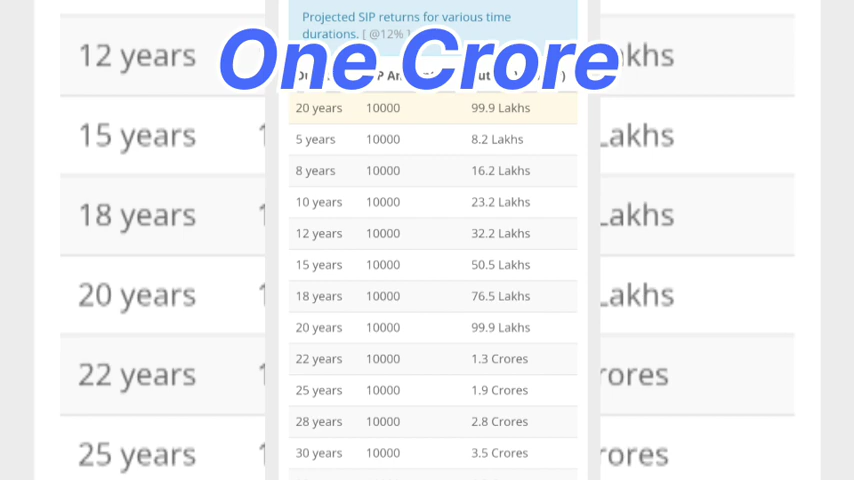 Projected SIP returns for various time
durations. [ @12%
One Crore
20 years 10000 99.9 Lakhs
5 years 10000 8.2 Lakhs
8 years 10000 16.2 Lakhs
10 years 10000 23.2 Lakhs
12 years 10000 32.2 Lakhs
15 years 10000 50.5 Lakhs
18 years 10000 76.5 Lakhs
20 years 10000 99.9 Lakhs
22 years 10000 1.3 Crores
25 years 10000 1.9 Crores
28 years 10000 2.8 Crores
30 years 10000 3.5 Crores
12 years
15 years
18 years
20 years
22 years
25 years